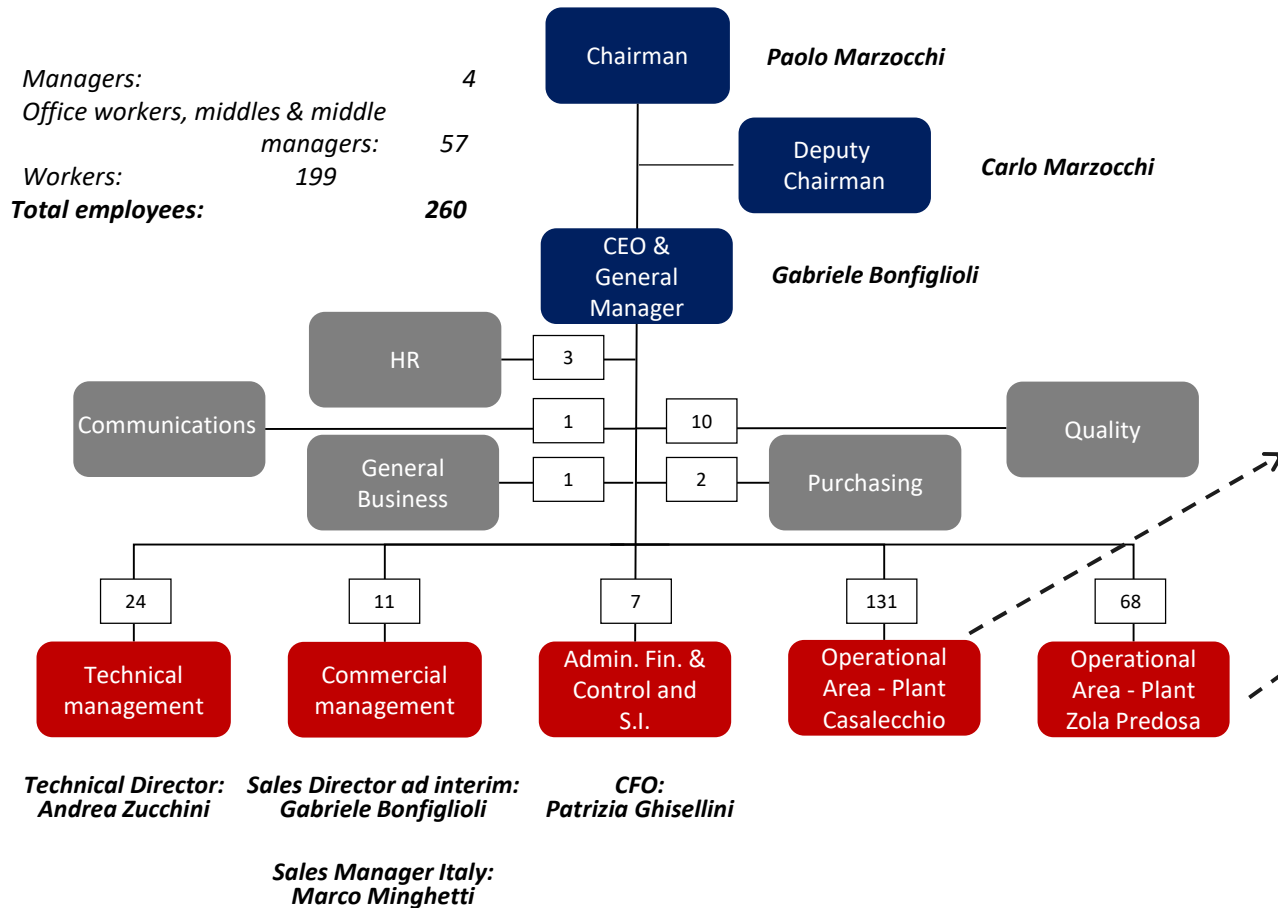 Chairman
Paolo Marzocchi
Managers: 4
Office workers, middles & middle
managers: 57
Workers: 199
Total employees: 260
Deputy
Chairman
Carlo Marzocchi
CEO &
General
Manager
Gabriele Bonfiglioli
HR
3
Communications
1
10
Quality
General
Business
1
2
Purchasing
24
11
7
131
68
Technical
management
Commercial
management
Admin. Fin. &
Control and
S.I.
Operational
Area - Plant
Casalecchio
Operational
Area - Plant
Zola Predosa
Technical Director:
Andrea Zucchini
Sales Director ad interim:
Gabriele Bonfiglioli
CFO:
Patrizia Ghisellini
Sales Manager Italy:
Marco Minghetti